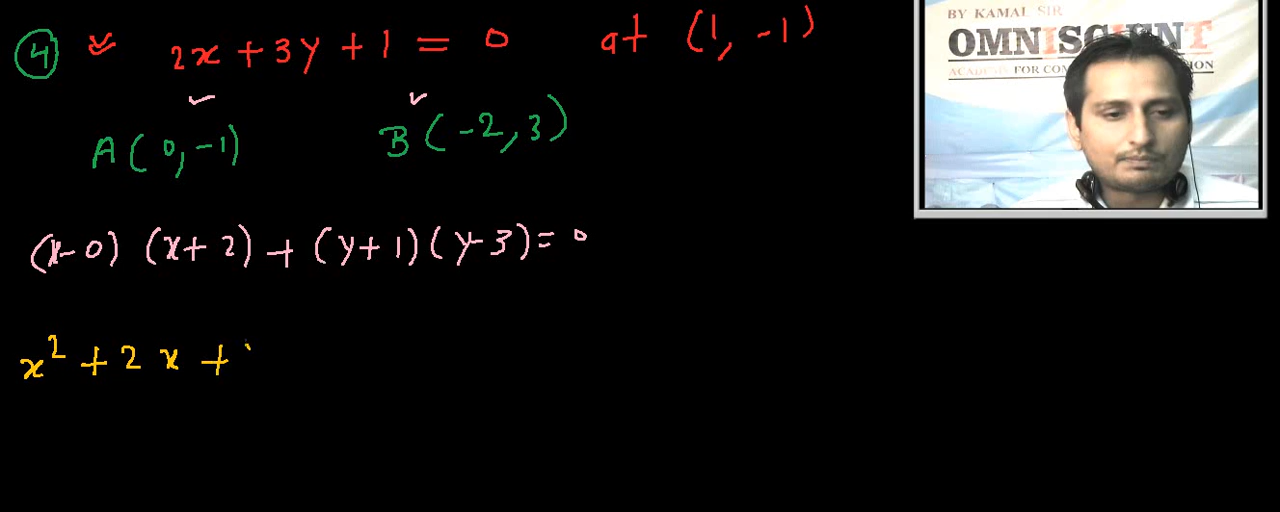 ④ 2x + 3y + 1 = 0 at (1, -1)
A(0, -1) B(-2, 3)
(x-0) (x+2) + (y+1)(y-3) = 0
x² + 2x +
BY KAMAL SIR
OMNISCIENT
FOR